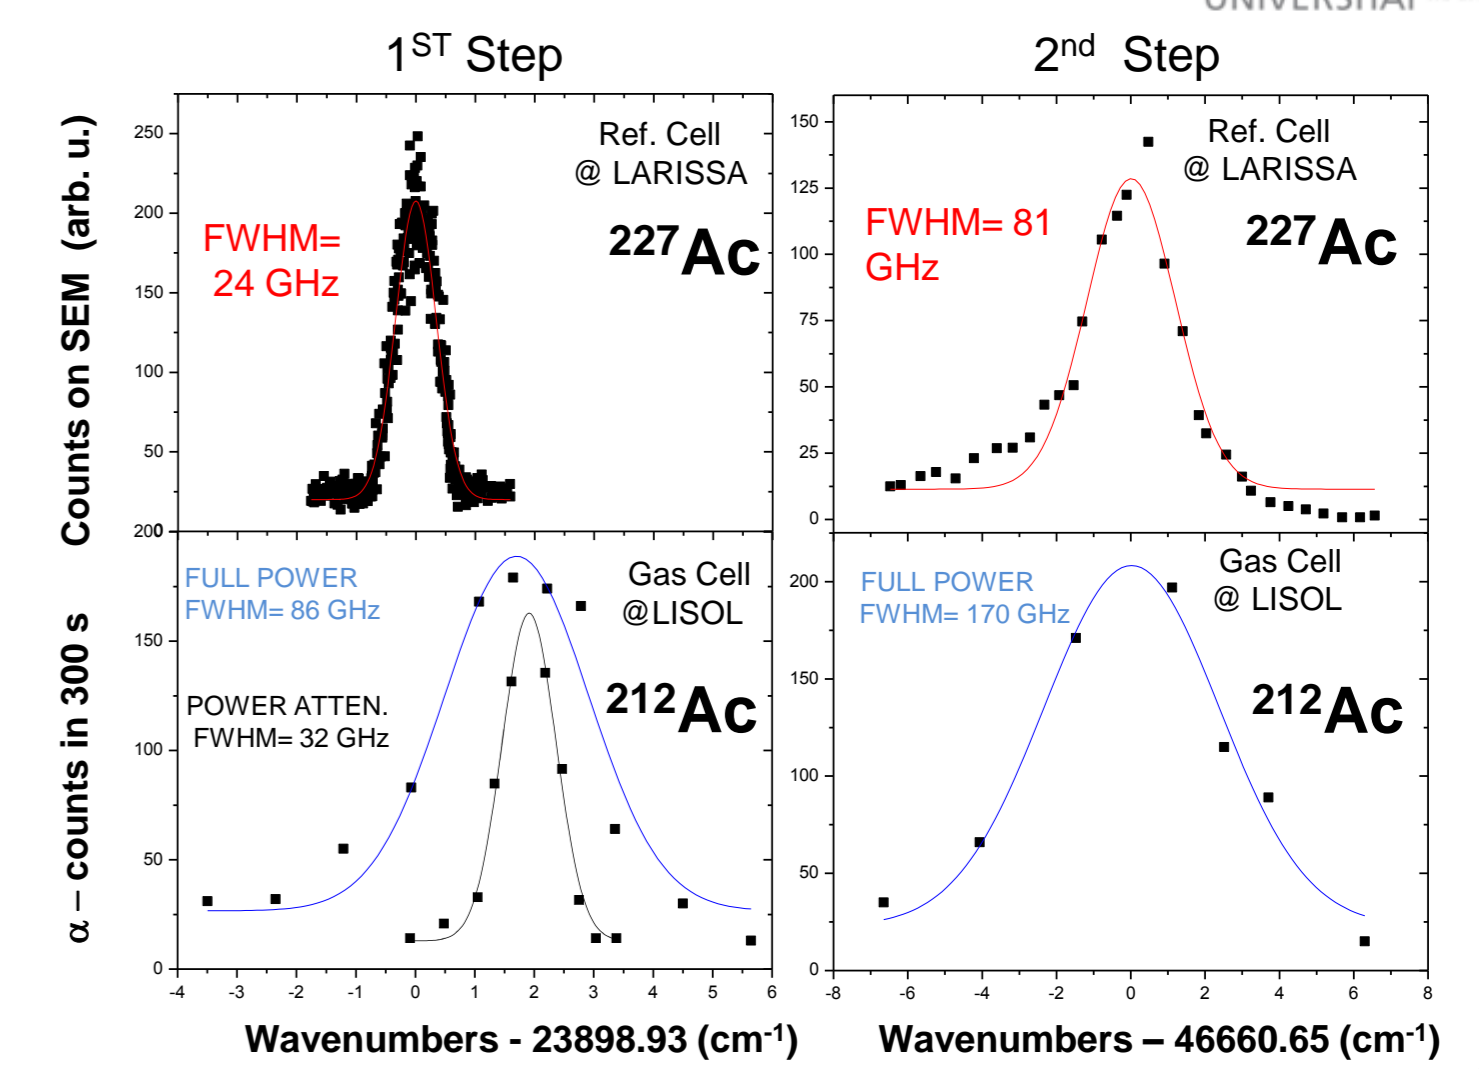 1ST Step
2nd Step
Counts on SEM (arb. u.)
250
200
150
100
50
200
Ref. Cell
@ LARISSA
FWHM=
24 GHz
227Ac
150
125
100
75
50
25
0
Ref. Cell
@ LARISSA
FWHM= 81
GHz
227Ac
α – counts in 300 s
150
100
50
0
FULL POWER
FWHM= 86 GHz
Gas Cell
@LISOL
POWER ATTEN.
FWHM= 32 GHz
212Ac
-4 -3 -2 -1 0 1 2 3 4 5 6
Wavenumbers - 23898.93 (cm-1)
200
150
100
50
0
FULL POWER
FWHM= 170 GHz
Gas Cell
@ LISOL
212Ac
-8 -6 -4 -2 0 2 4 6 8
Wavenumbers – 46660.65 (cm-1)